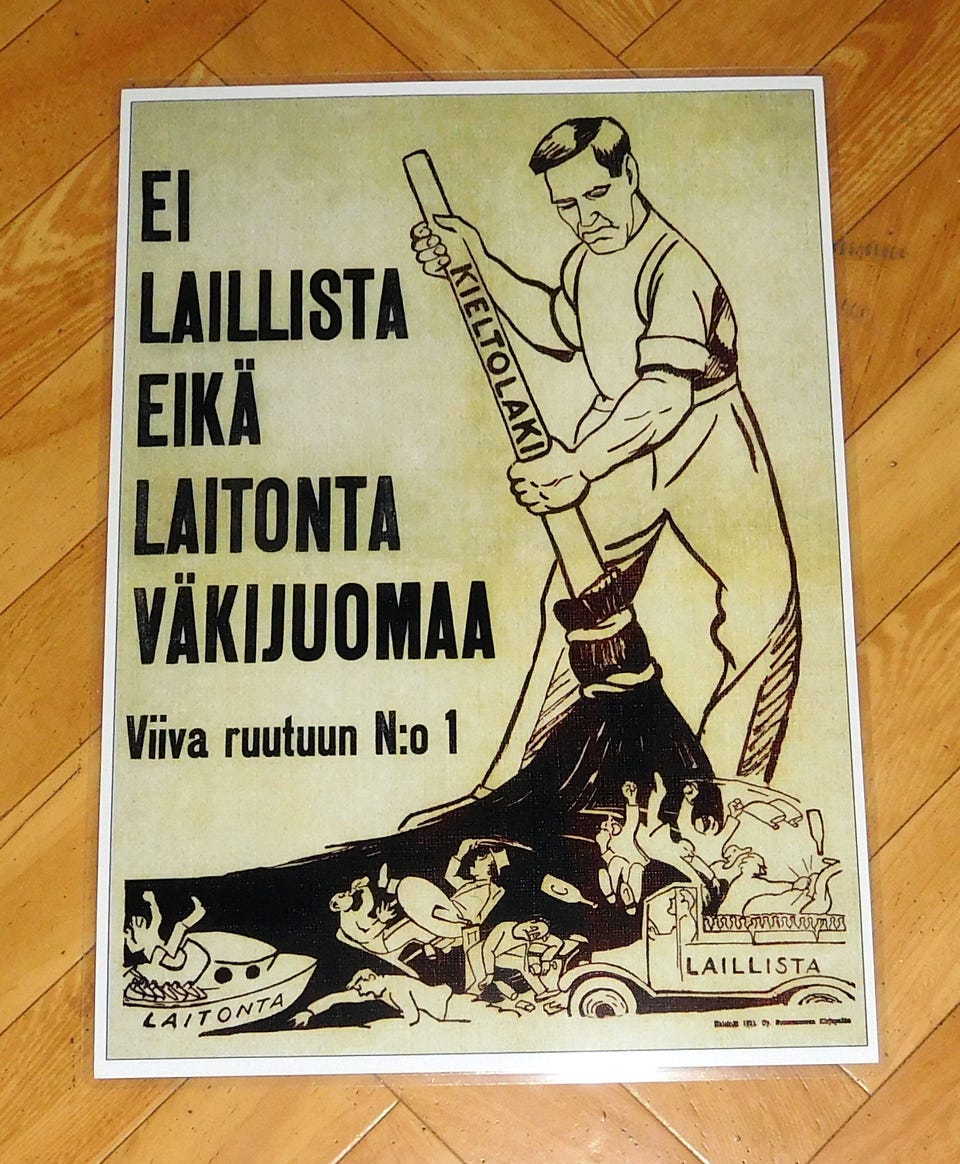 EI
LAILLISTA
EIKÄ
LAITONTA
VÄKIJUOMAA
Viiva ruutuun N:o 1
KIELTOLAKI
LAITONTA
LAILLISTA